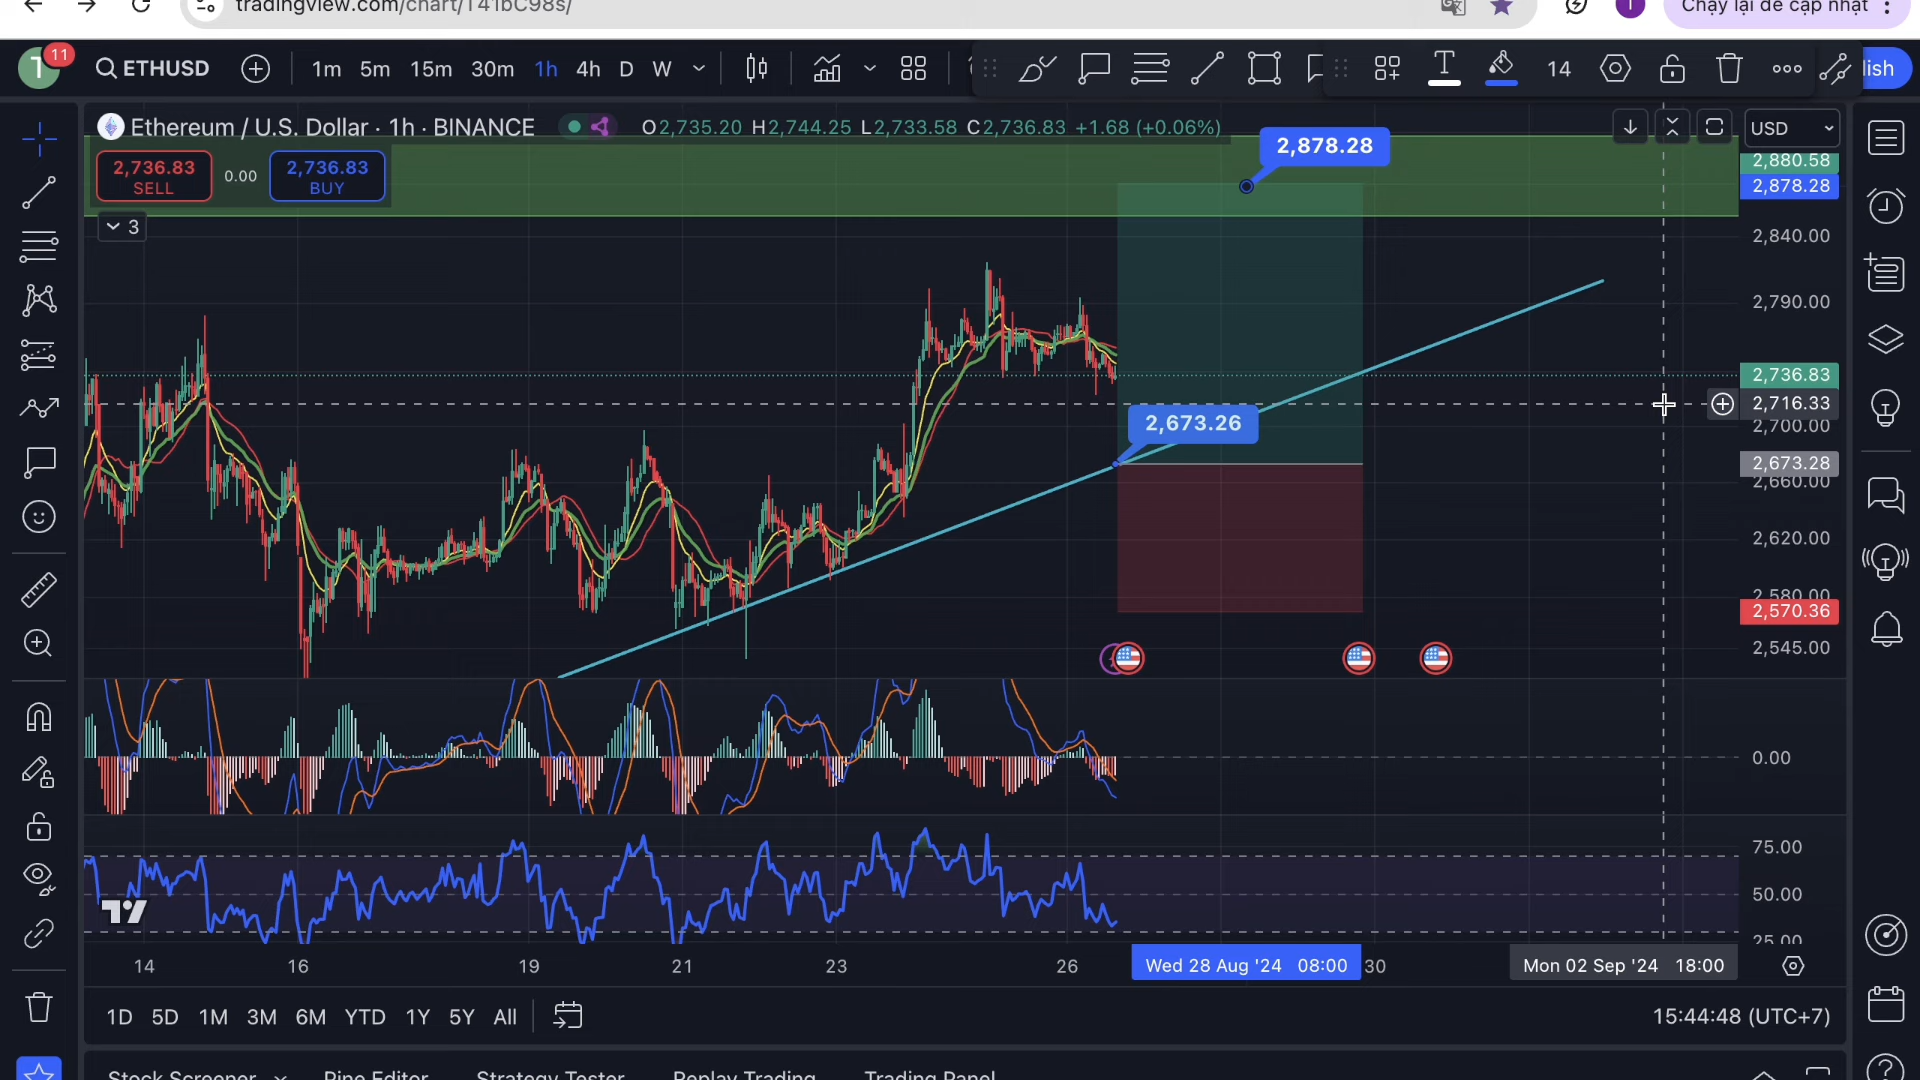 tradingview.com/chart/T41bC98s/
Chạy lại để cập nhật
T
11
ETHUSD
1m 5m 15m 30m 1h 4h D W
14
lish
Ethereum / U.S. Dollar · 1h · BINANCE
O2,735.20 H2,744.25 L2,733.58 C2,736.83 +1.68 (+0.06%)
USD
2,736.83
SELL
0.00
2,736.83
BUY
3
2,878.28
2,673.26
2,880.58
2,878.28
2,840.00
2,790.00
2,736.83
2,716.33
2,700.00
2,673.28
2,660.00
2,620.00
2,580.00
2,570.36
2,545.00
0.00
75.00
50.00
25.00
14 16 19 21 23 26 Wed 28 Aug '24 08:00 30 Mon 02 Sep '24 18:00
1D 5D 1M 3M 6M YTD 1Y 5Y All
15:44:48 (UTC+7)
Stock Screener Pine Editor Strategy Tester Replay Trading Trading Panel